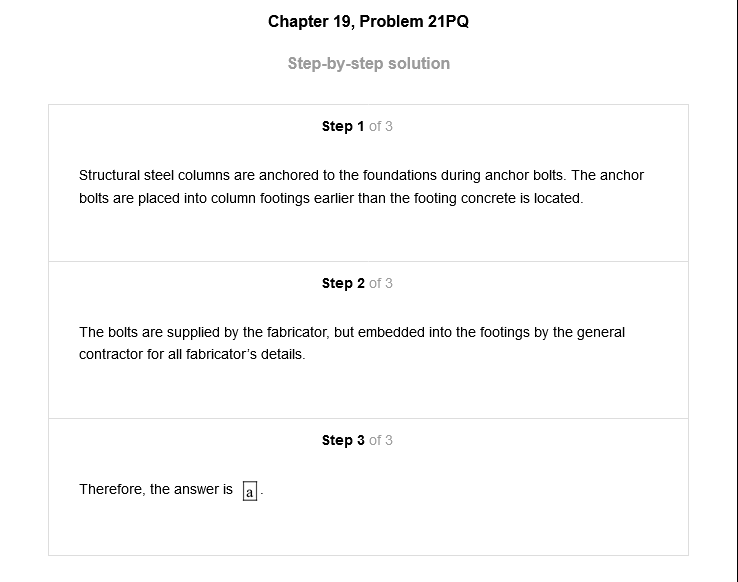 Chapter 19, Problem 21PQ
Step-by-step solution
Step 1 of 3
Structural steel columns are anchored to the foundations during anchor bolts. The anchor
bolts are placed into column footings earlier than the footing concrete is located.
Step 2 of 3
The bolts are supplied by the fabricator, but embedded into the footings by the general
contractor for all fabricator’s details.
Step 3 of 3
Therefore, the answer is a.